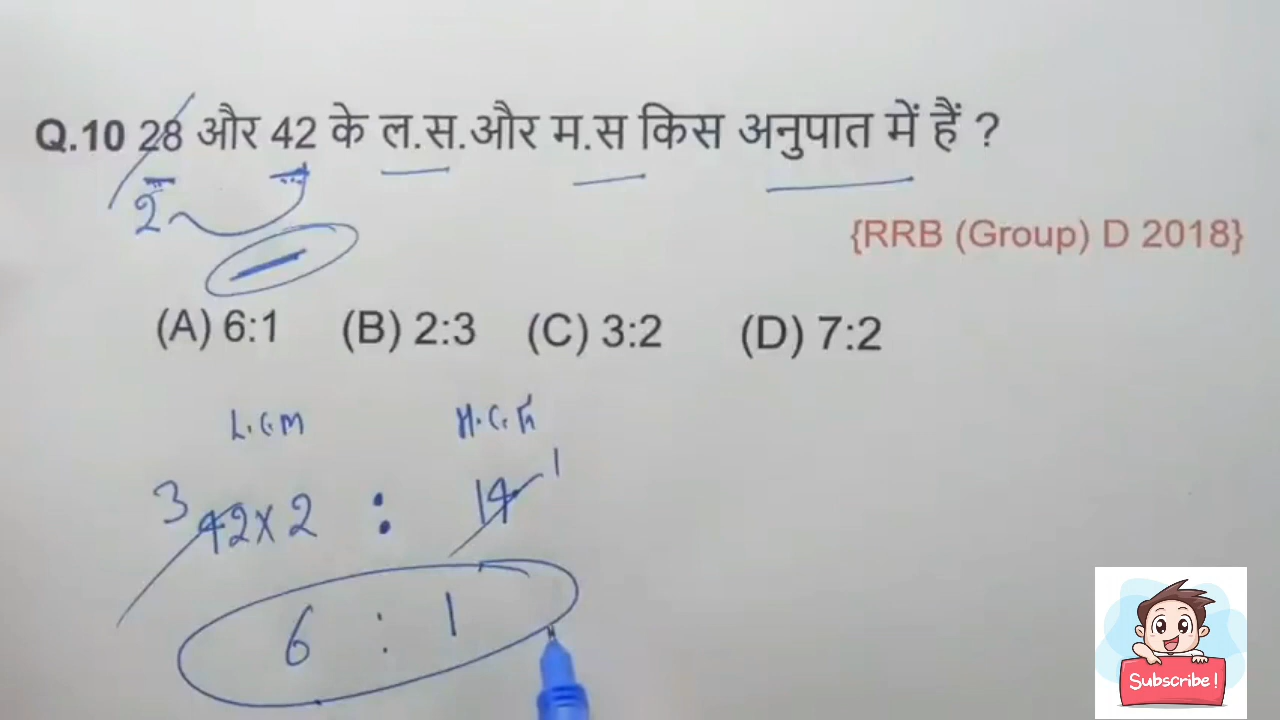 Q.10 28 और 42 के ल.स.और म.स किस अनुपात में हैं ?
2
{RRB (Group) D 2018}
(A) 6:1 (B) 2:3 (C) 3:2 (D) 7:2
L.C.M H.C.F
3 42x2 : 14 1
6 : 1
Subscribe!